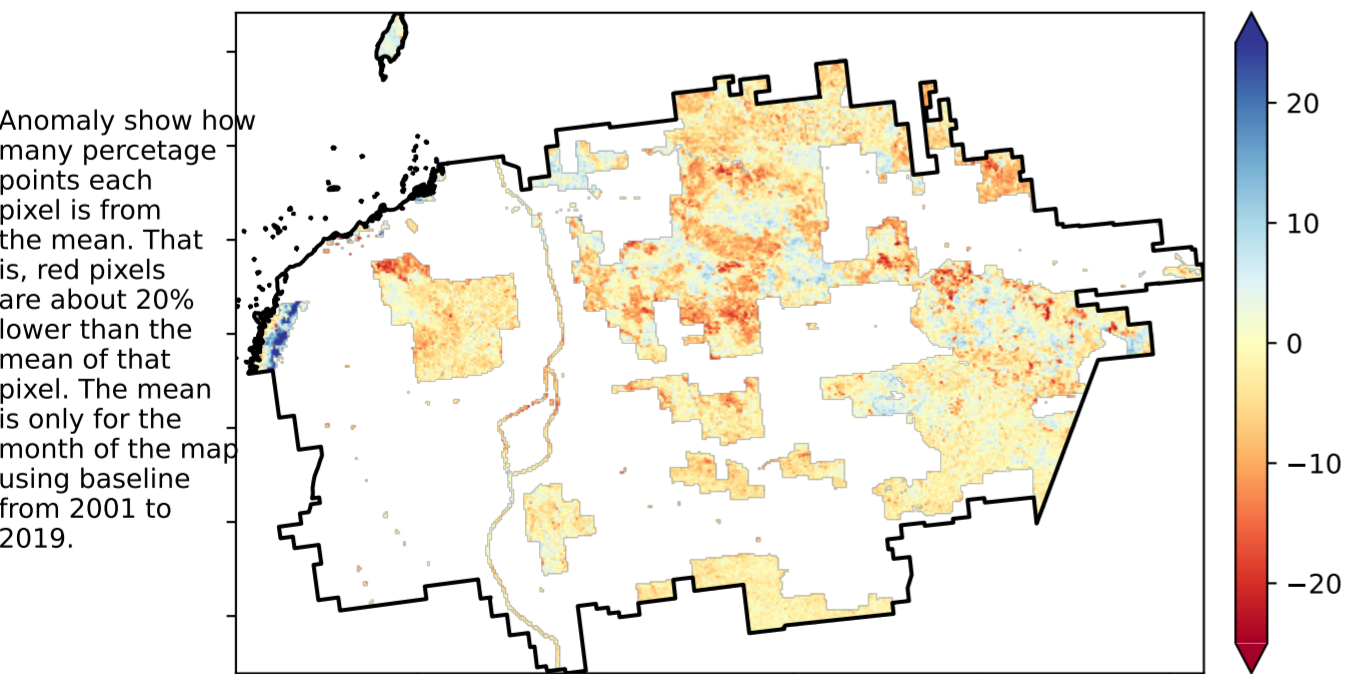 Anomaly show how
many percetage
points each
pixel is from
the mean. That
is, red pixels
are about 20%
lower than the
mean of that
pixel. The mean
is only for the
month of the map
using baseline
from 2001 to
2019.
20
10
0
−10
−20